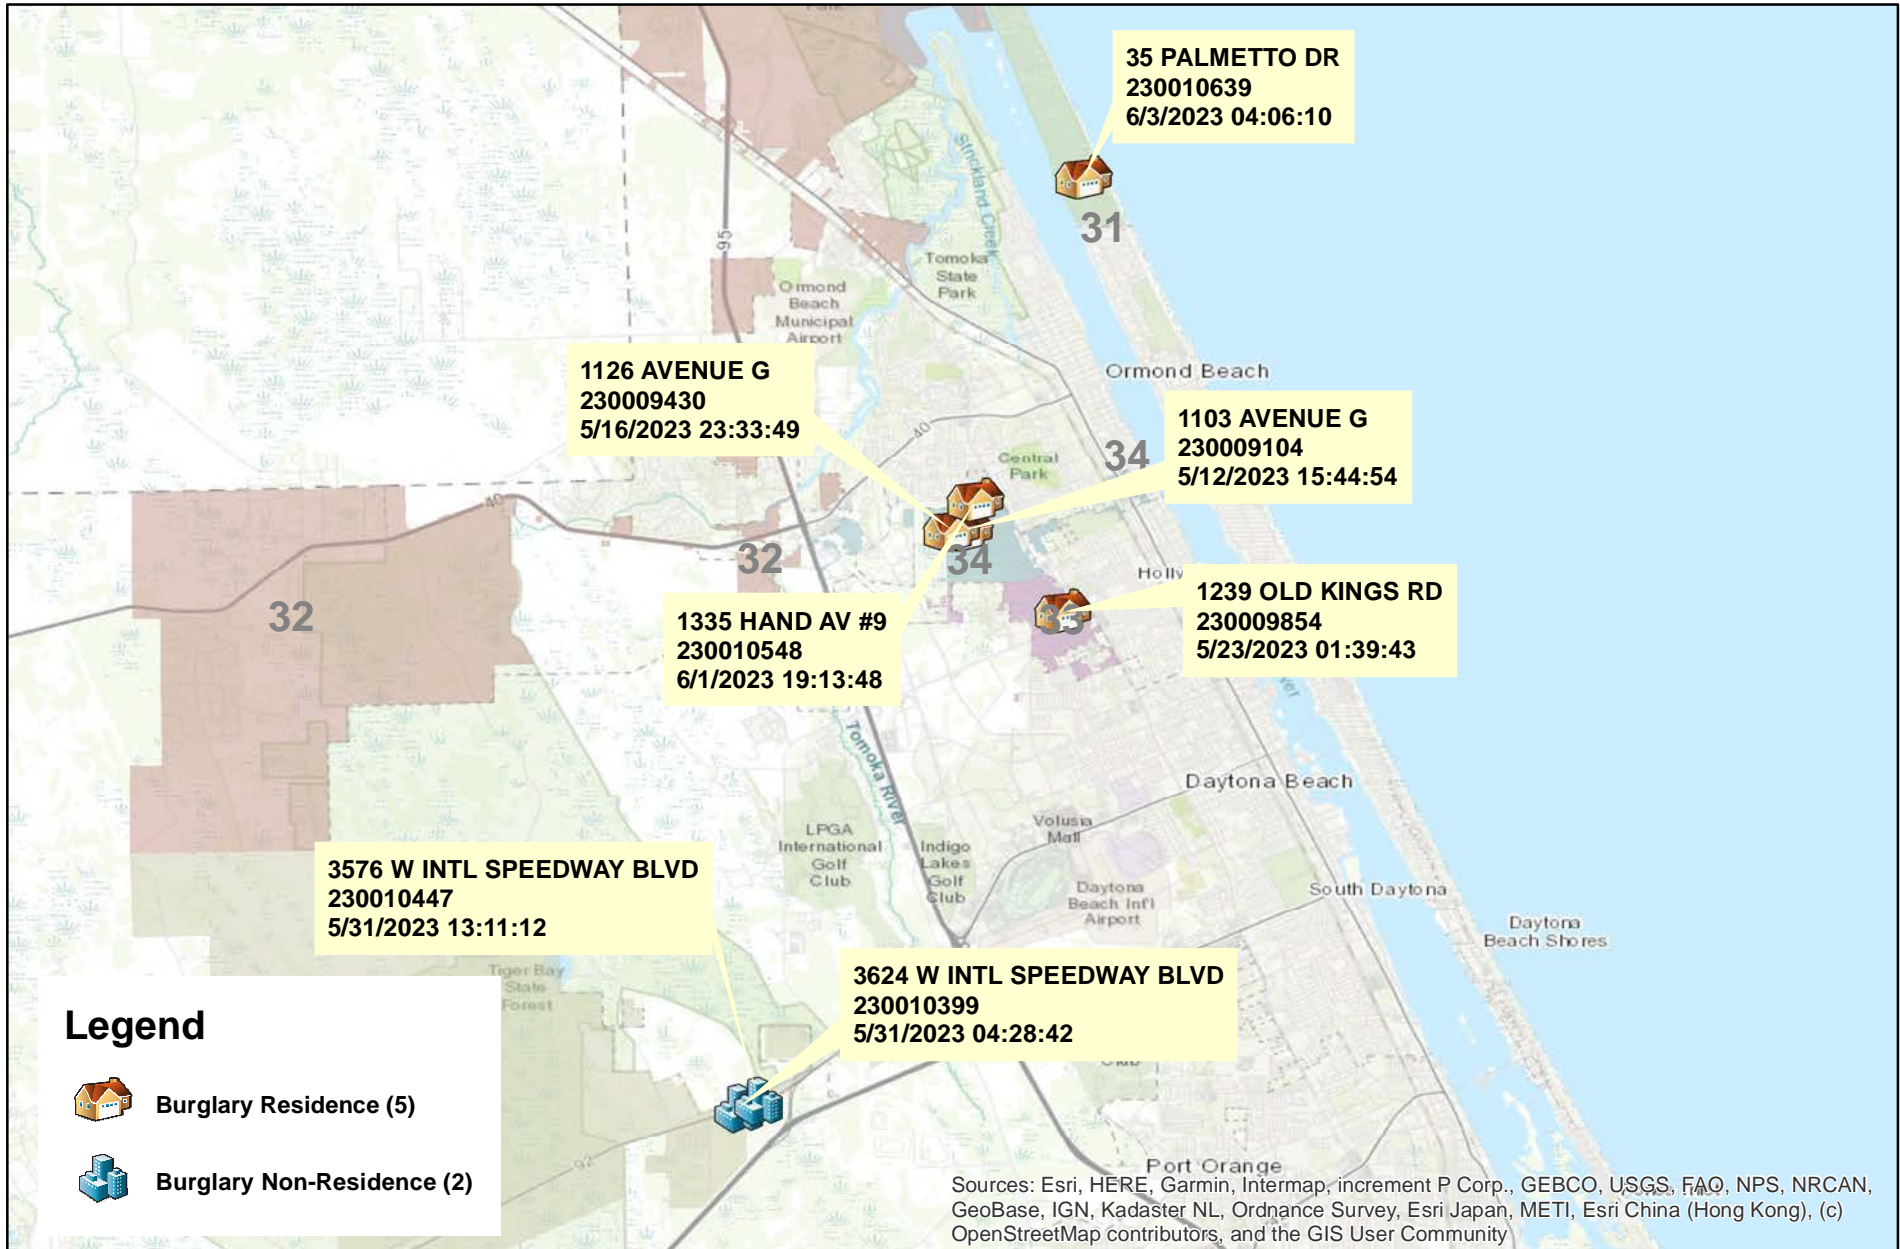 35 PALMETTO DR
230010639
6/3/2023 04:06:10
31
Strickland Creek
95
Tomoka
State
Park
Ormond
Beach
Municipal
Airport
Ormond Beach
1126 AVENUE G
230009430
5/16/2023 23:33:49
1103 AVENUE G
230009104
5/12/2023 15:44:54
40
34
Central
Park
40
32
34
32
1335 HAND AV #9
230010548
6/1/2023 19:13:48
Holly
1239 OLD KINGS RD
230009854
5/23/2023 01:39:43
Tomoka River
Daytona Beach
Volusia
Mall
LPGA
International
Golf
Club
Indigo
Lakes
Golf
Club
Daytona
Beach Int'l
Airport
South Daytona
Daytona
Beach Shores
3576 W INTL SPEEDWAY BLVD
230010447
5/31/2023 13:11:12
3624 W INTL SPEEDWAY BLVD
230010399
5/31/2023 04:28:42
Tiger Bay
State
Forest
Club
92
Port Orange
Legend
Burglary Residence (5)
Burglary Non-Residence (2)
Sources: Esri, HERE, Garmin, Intermap, increment P Corp., GEBCO, USGS, FAO, NPS, NRCAN,
GeoBase, IGN, Kadaster NL, Ordnance Survey, Esri Japan, METI, Esri China (Hong Kong), (c)
OpenStreetMap contributors, and the GIS User Community